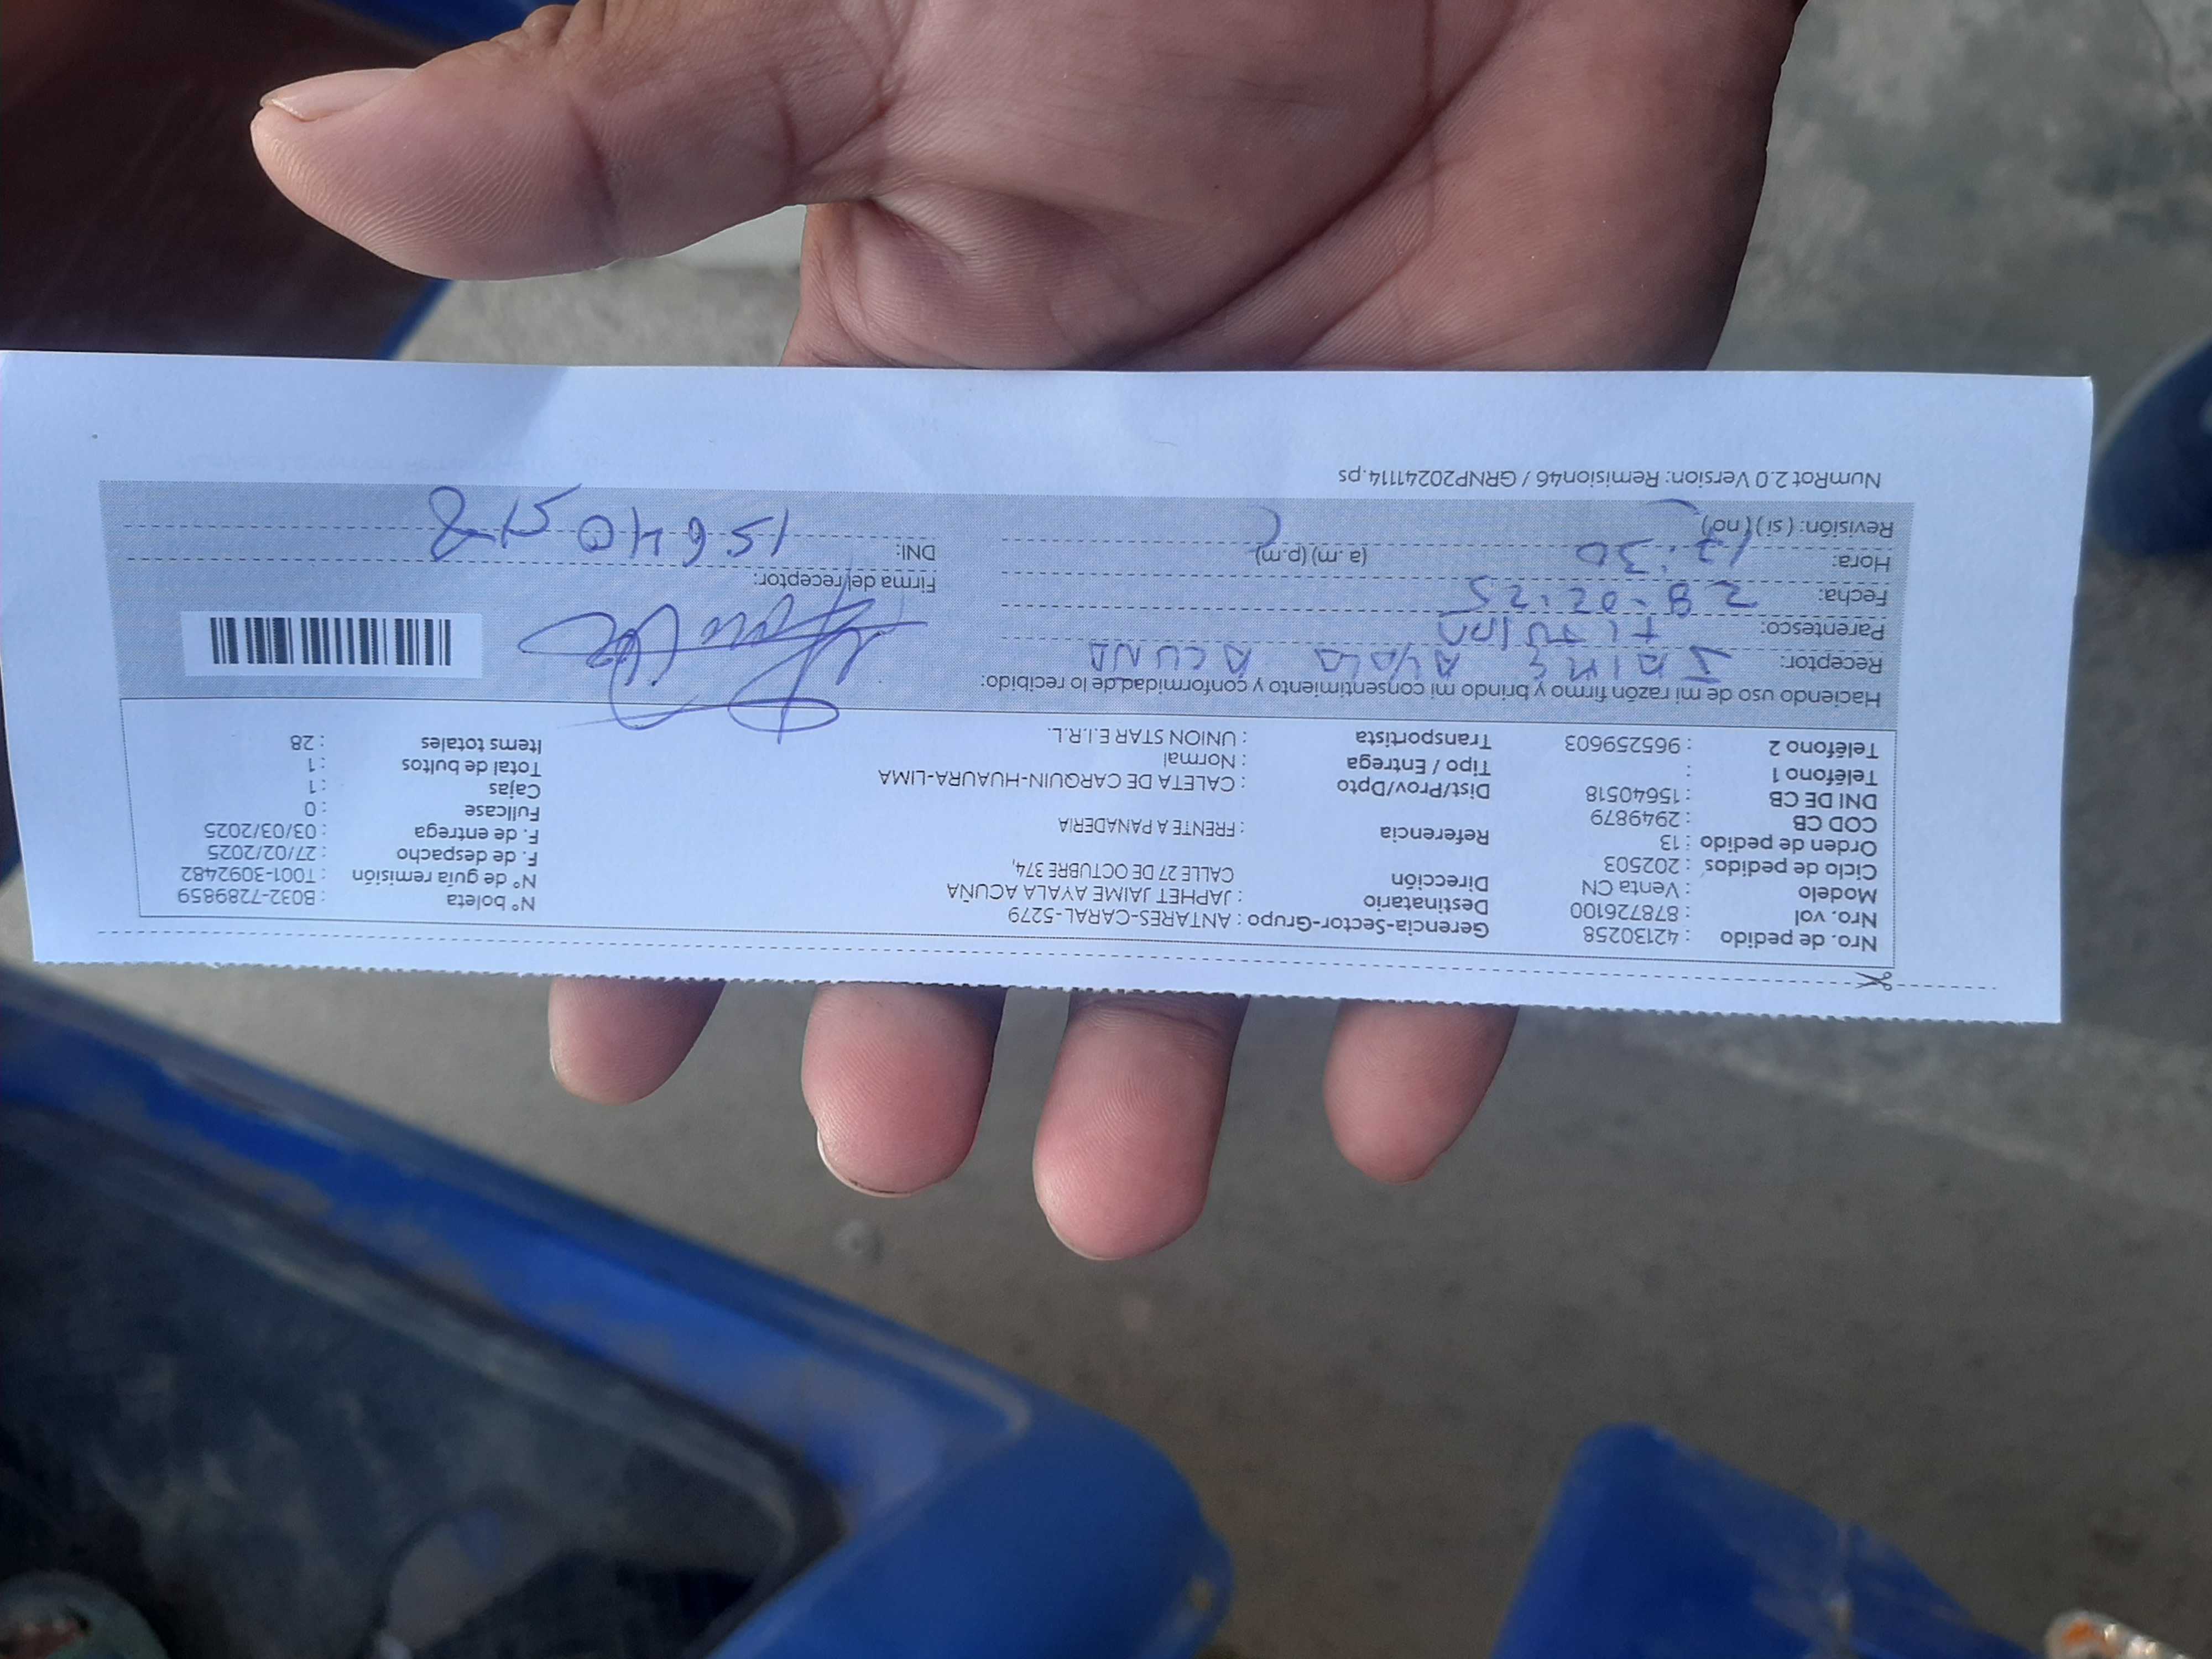 Nro. de pedido : 42130258
Nro. vol : 878726100
Modelo : Venta CN
Ciclo de pedidos : 202503
Orden de pedido : 13
COD CB : 2949879
DNI DE CB : 15640518
Teléfono 1 :
Teléfono 2 : 965259603
Gerencia-Sector-Grupo : ANTARES-CARAL-5279
Destinatario : JAPHET JAIME AYALA ACUÑA
Dirección CALLE 27 DE OCTUBRE 374,
Referencia : FRENTE A PANADERIA
Dist/Prov/Dpto : CALETA DE CARQUIN-HUAURA-LIMA
Tipo / Entrega : Normal
Transportista : UNION STAR E.I.R.L.
N° boleta : B032-7289859
N° de guía remisión : T001-3092482
F. de despacho : 27/02/2025
F. de entrega : 03/03/2025
Fullcase : 0
Cajas : 1
Total de bultos : 1
Items totales : 28
Haciendo uso de mi razón firmo y brindo mi consentimiento y conformidad de lo recibido:
Receptor: JAIME AYALA ACUNA
Parentesco:
Fecha: 28.02.25
Hora: (a. m) (p.m)
Revisión: ( si ) ( no)
Firma del receptor:
DNI: 15640518
NumRot 2.0 Version: Remision46 / GRNP20241114.ps